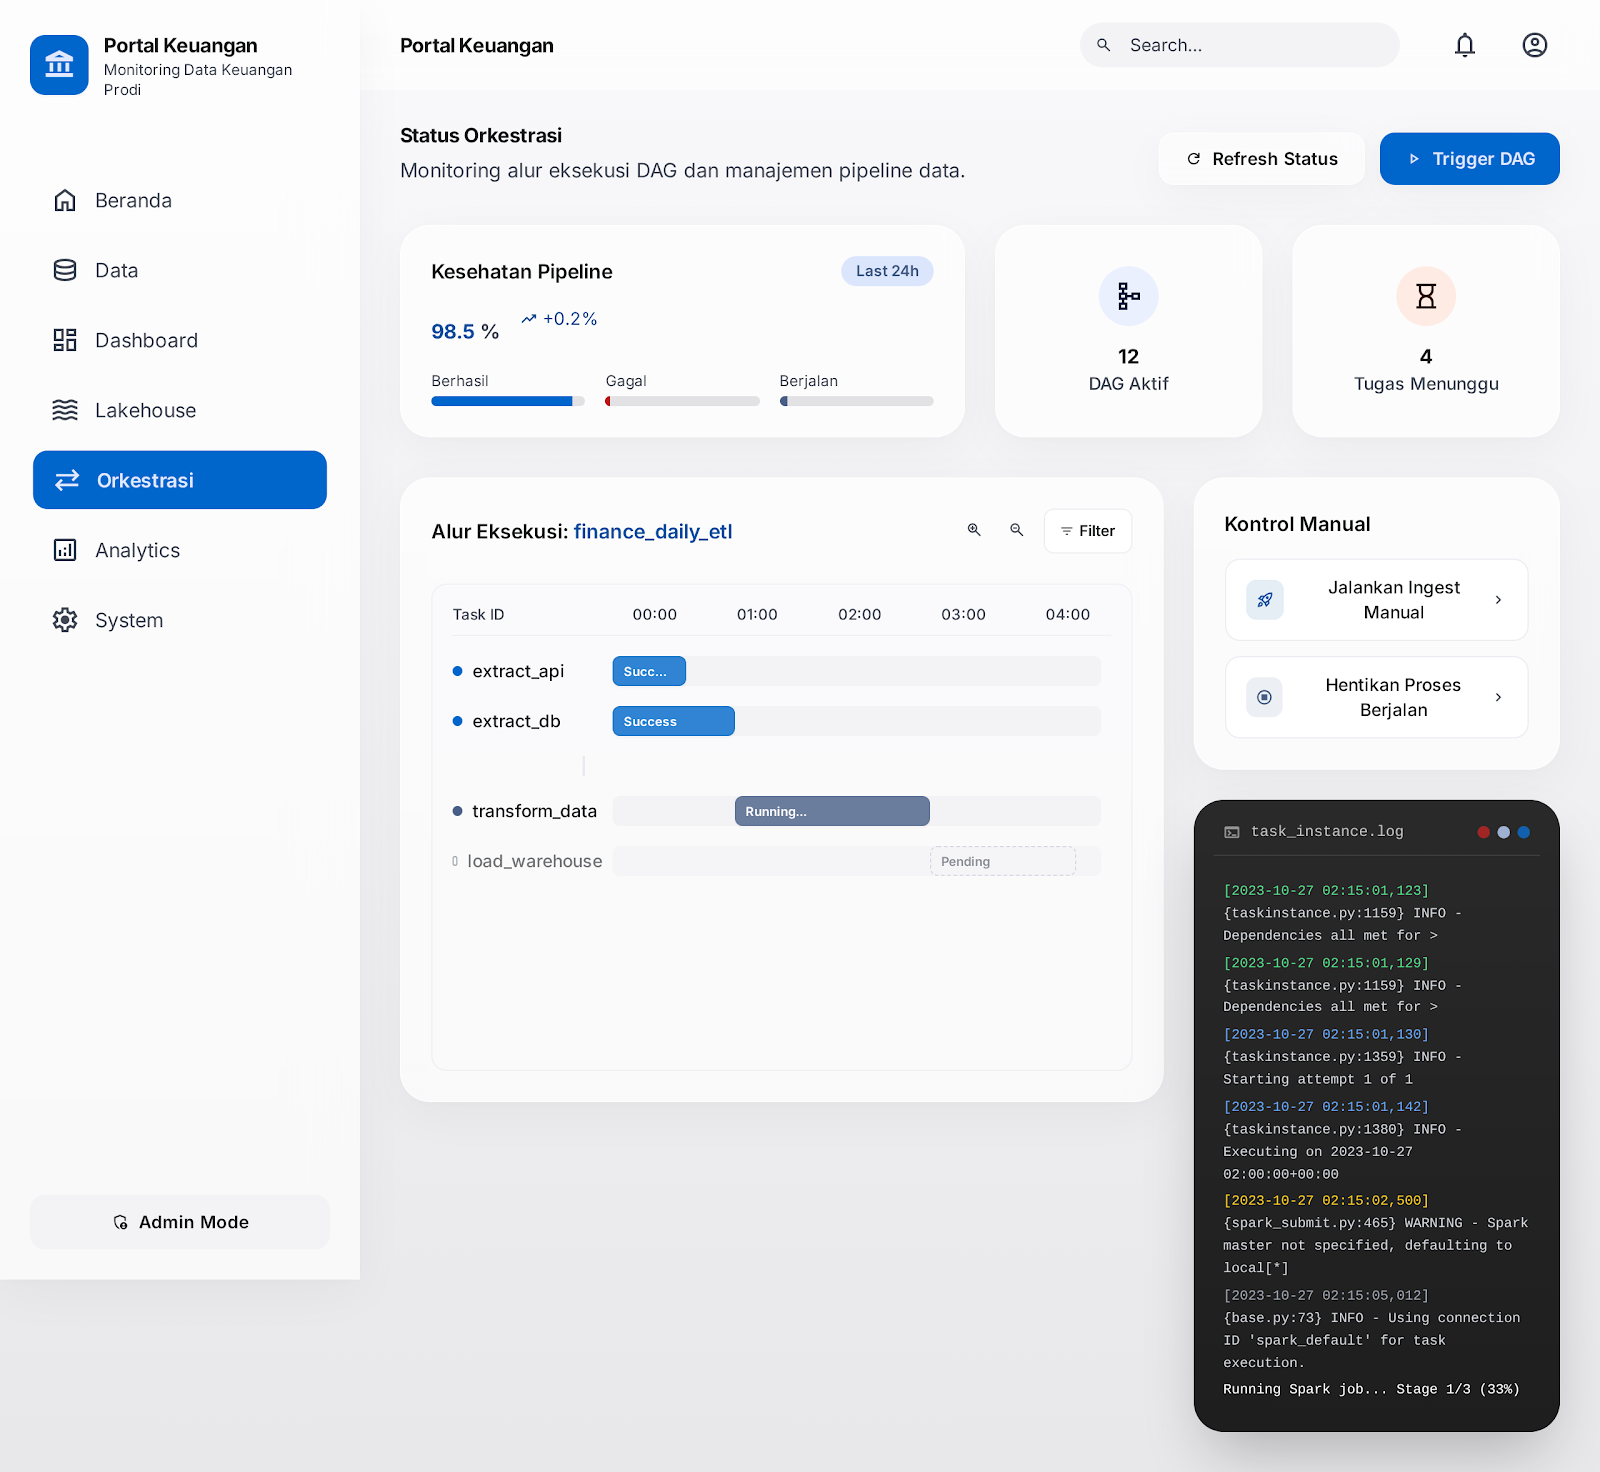 Portal Keuangan
Monitoring Data Keuangan
Prodi
Beranda
Data
Dashboard
Lakehouse
Orkestrasi
Analytics
System
Admin Mode
Portal Keuangan
Search...
Status Orkestrasi
Monitoring alur eksekusi DAG dan manajemen pipeline data.
Refresh Status
Trigger DAG
Kesehatan Pipeline
Last 24h
98.5 %
+0.2%
Berhasil
Gagal
Berjalan
12
DAG Aktif
4
Tugas Menunggu
Alur Eksekusi: finance_daily_etl
Filter
Task ID 00:00 01:00 02:00 03:00 04:00
extract_api Succ...
extract_db Success
transform_data Running...
load_warehouse Pending
Kontrol Manual
Jalankan Ingest
Manual
Hentikan Proses
Berjalan
task_instance.log
[2023-10-27 02:15:01,123]
{taskinstance.py:1159} INFO -
Dependencies all met for >
[2023-10-27 02:15:01,129]
{taskinstance.py:1159} INFO -
Dependencies all met for >
[2023-10-27 02:15:01,130]
{taskinstance.py:1359} INFO -
Starting attempt 1 of 1
[2023-10-27 02:15:01,142]
{taskinstance.py:1380} INFO -
Executing on 2023-10-27
02:00:00+00:00
[2023-10-27 02:15:02,500]
{spark_submit.py:465} WARNING - Spark
master not specified, defaulting to
local[*]
[2023-10-27 02:15:05,012]
{base.py:73} INFO - Using connection
ID 'spark_default' for task
execution.
Running Spark job... Stage 1/3 (33%)